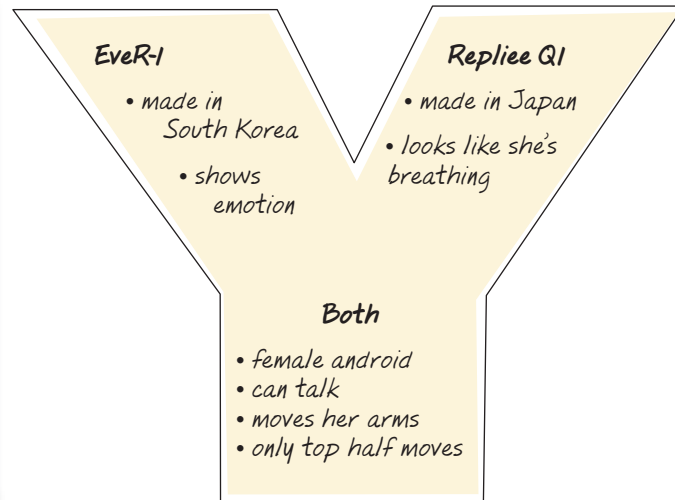 EveR-1
• made in
South Korea
• shows
emotion
Repliee Q1
• made in Japan
• looks like she's
breathing
Both
• female android
• can talk
• moves her arms
• only top half moves